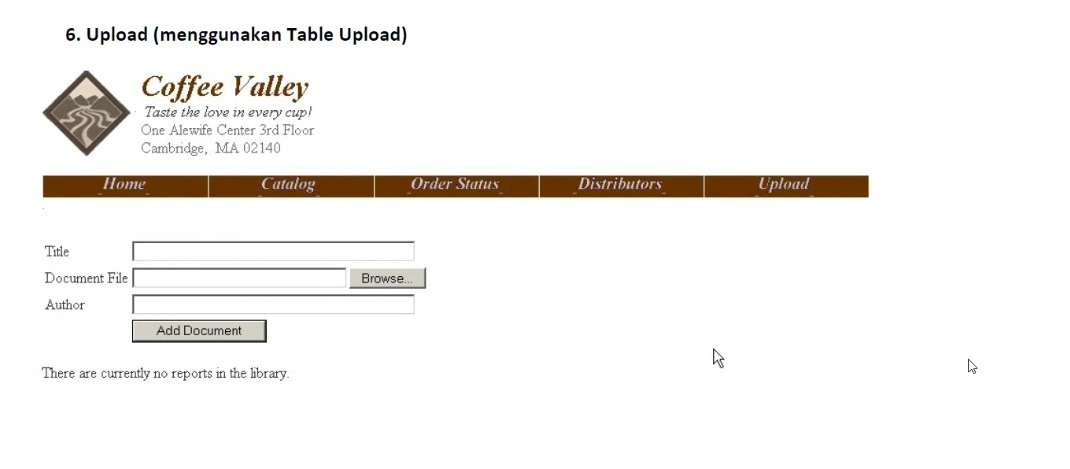 6. Upload (menggunakan Table Upload)
Coffee Valley
Taste the love in every cup!
One Alewife Center 3rd Floor
Cambridge, MA 02140
Home Catalog Order Status Distributors Upload
Title
Document File Browse...
Author
Add Document
There are currently no reports in the library.